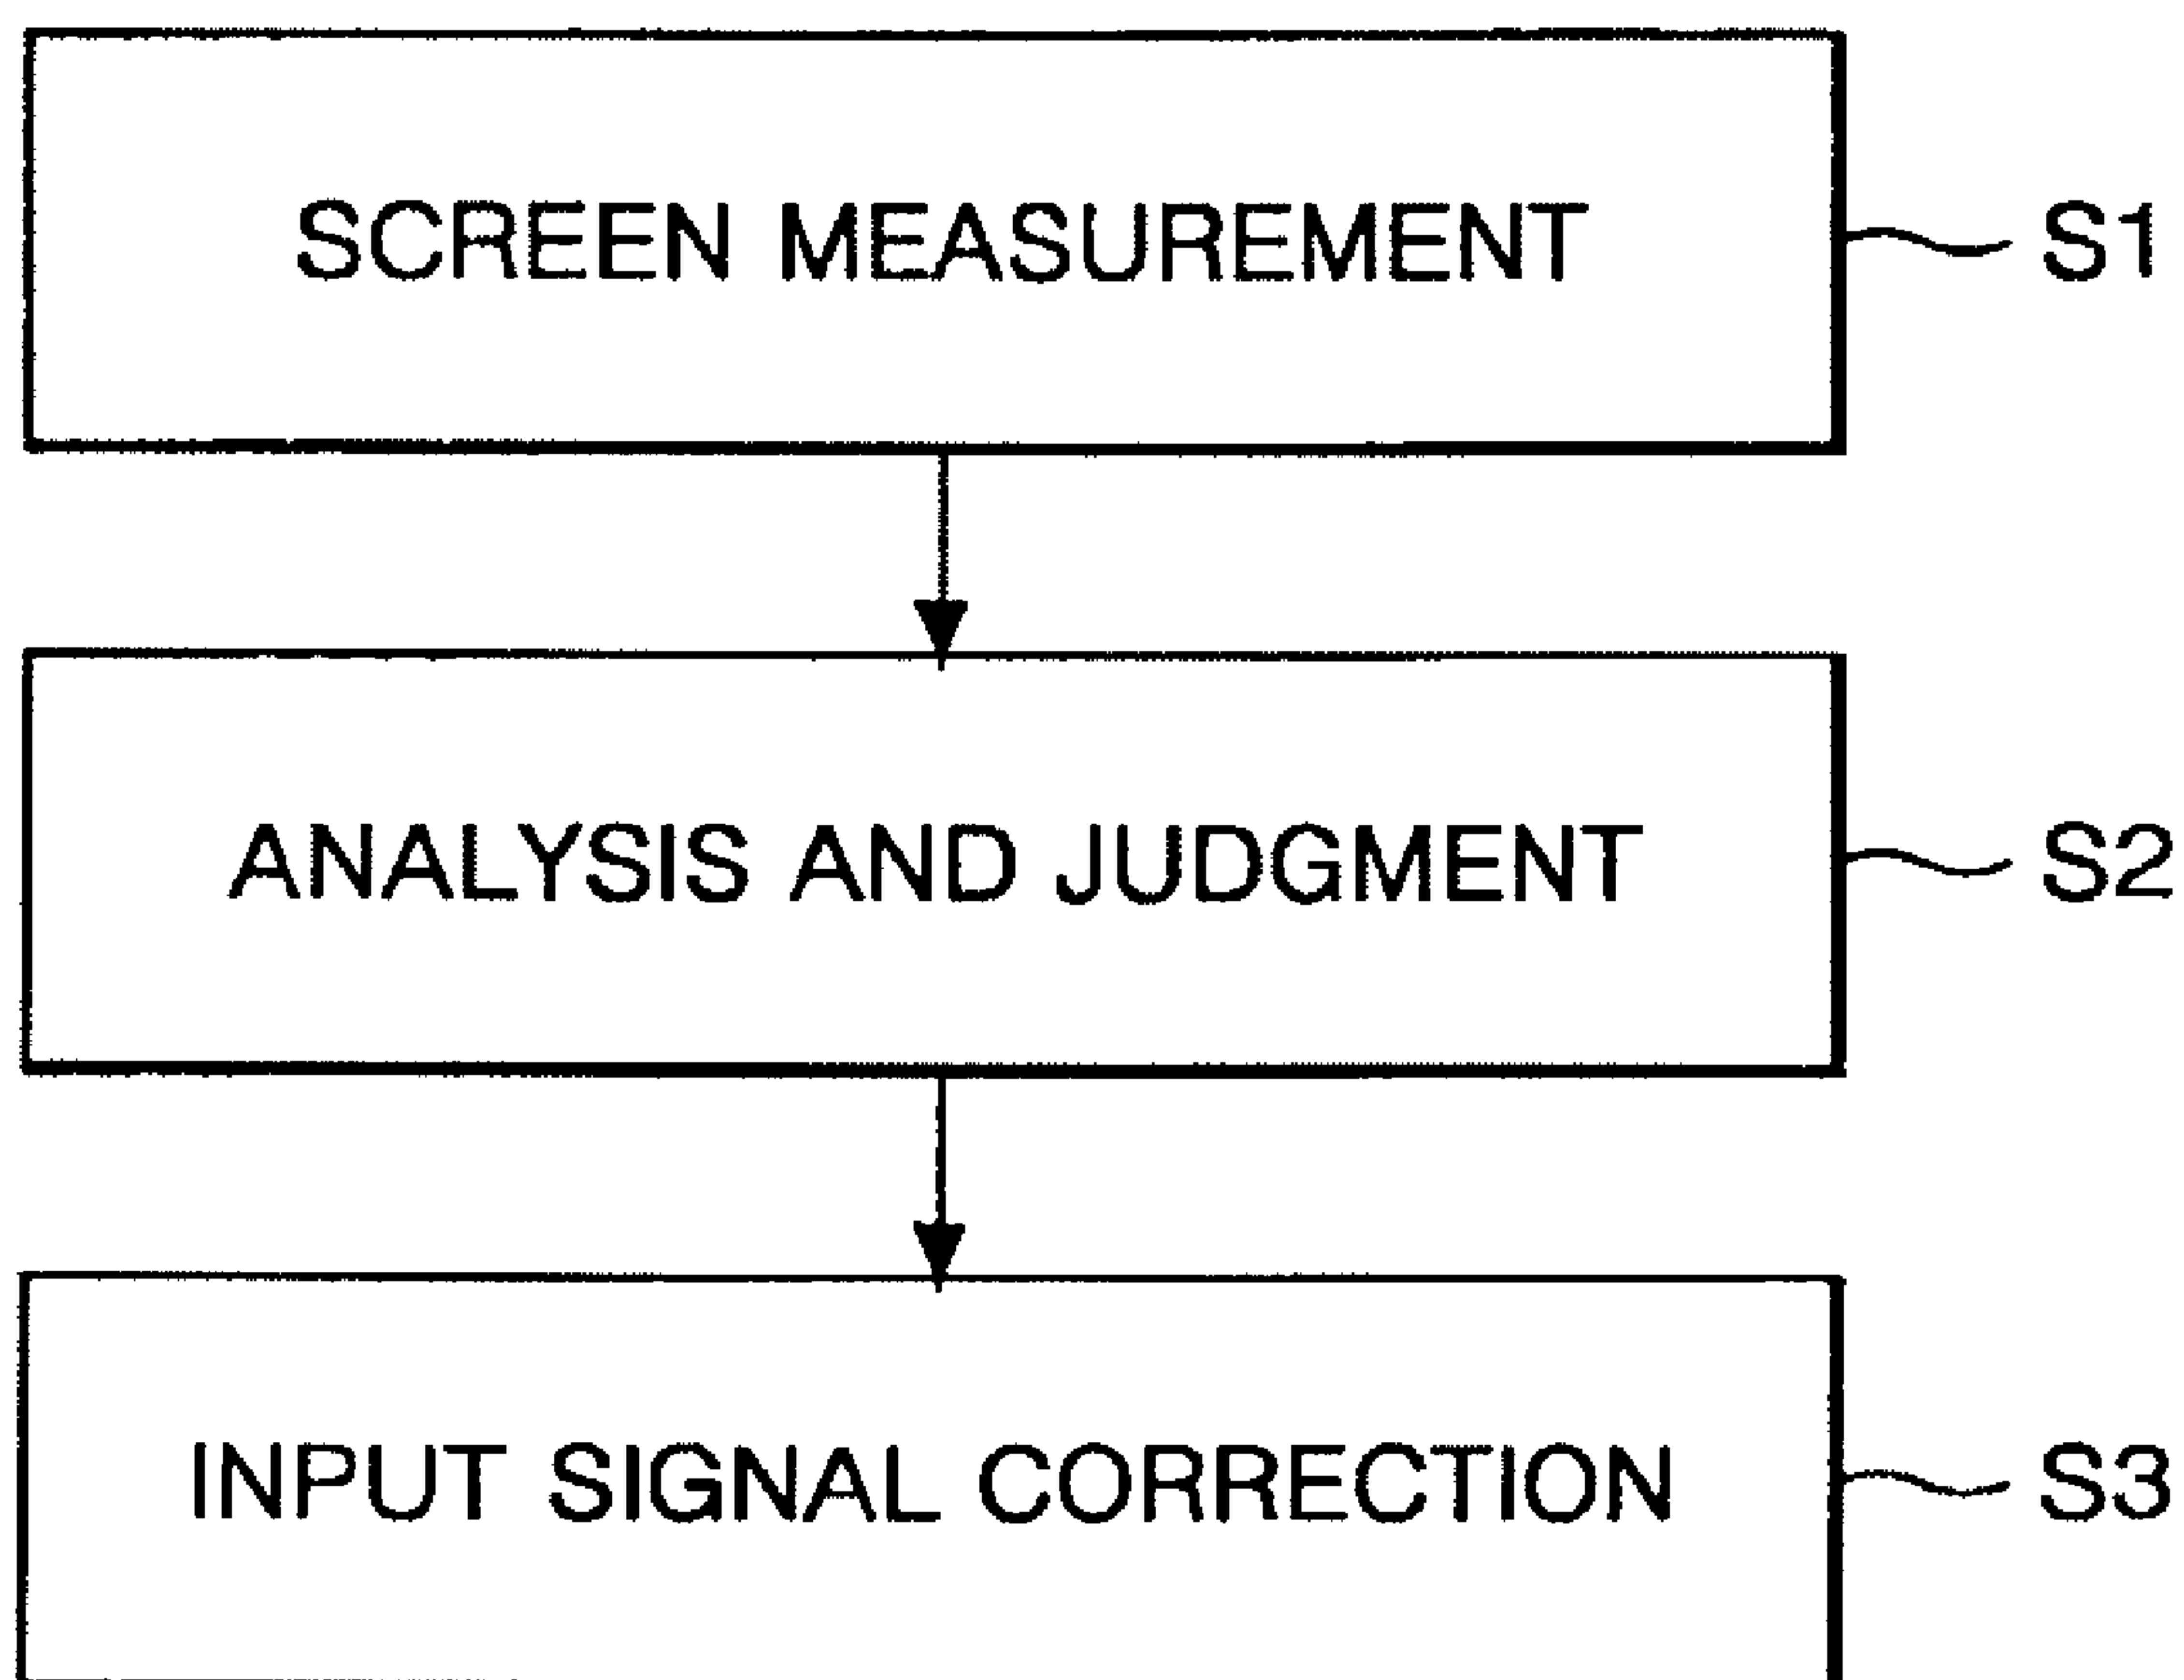 SCREEN MEASUREMENT S1
ANALYSIS AND JUDGMENT S2
INPUT SIGNAL CORRECTION S3